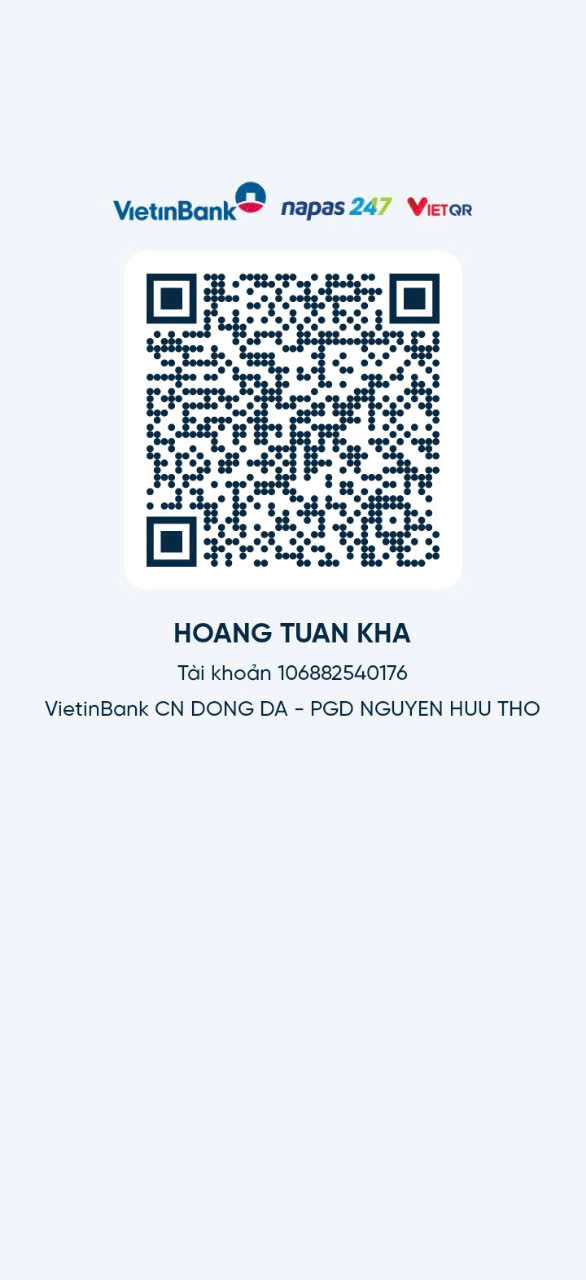 VietinBank napas 247 VIETQR
HOANG TUAN KHA
Tài khoản 106882540176
VietinBank CN DONG DA - PGD NGUYEN HUU THO